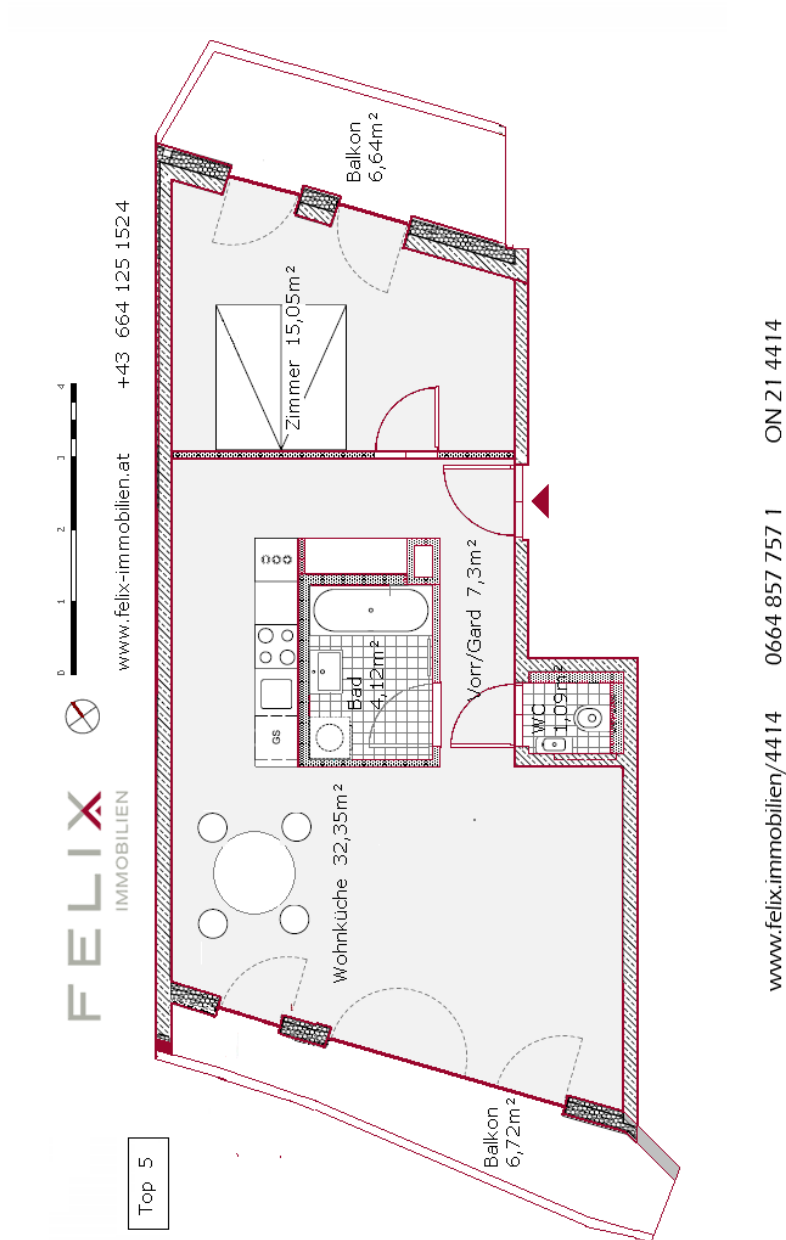 FELIX
IMMOBILIEN
www.felix-immobilien.at
+43 664 125 1524
0
1
2
3
4
Top 5
Balkon
6,64m²
Zimmer 15,05m²
Vorr/Gard 7,3m²
Bad
4,12m²
WC
1,09m²
GS
Wohnküche 32,35m²
Balkon
6,72m²
www.felix.immobilien/4414
0664 857 757 1
ON 21 4414